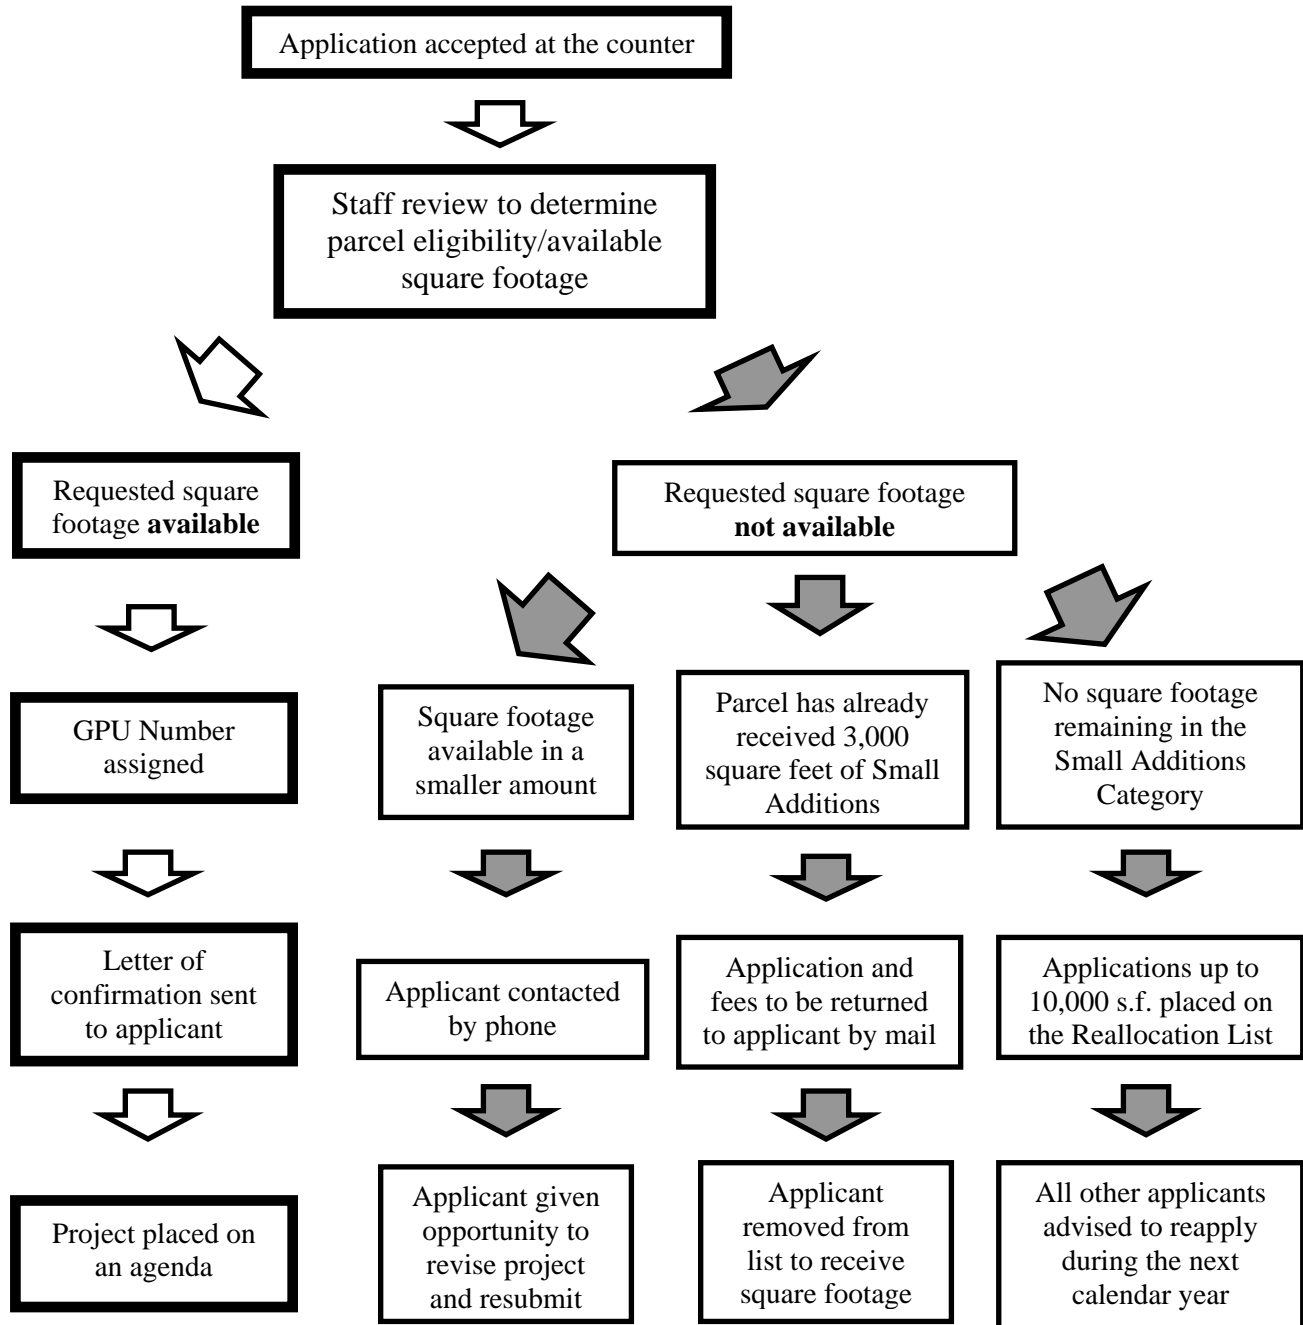 Application accepted at the counter
Staff review to determine
parcel eligibility/available
square footage
Requested square
footage available
Requested square footage
not available
GPU Number
assigned
Square footage
available in a
smaller amount
Parcel has already
received 3,000
square feet of Small
Additions
No square footage
remaining in the
Small Additions
Category
Letter of
confirmation sent
to applicant
Applicant contacted
by phone
Application and
fees to be returned
to applicant by mail
Applications up to
10,000 s.f. placed on
the Reallocation List
Project placed on
an agenda
Applicant given
opportunity to
revise project
and resubmit
Applicant
removed from
list to receive
square footage
All other applicants
advised to reapply
during the next
calendar year